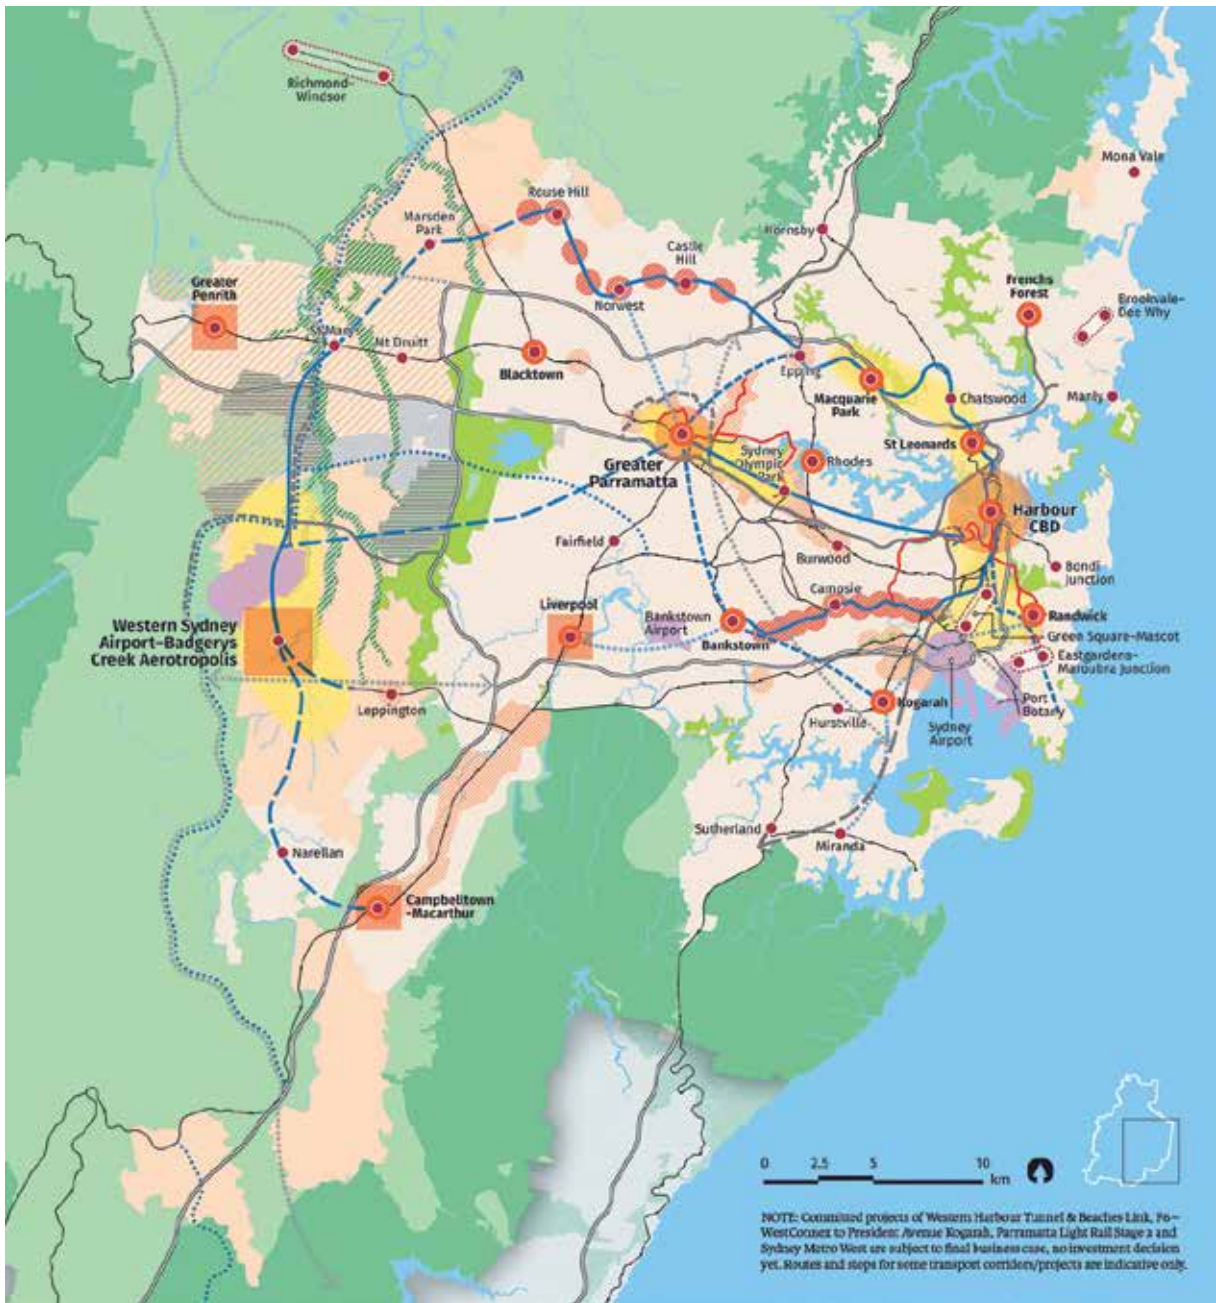 Richmond-
Windsor
Mona Vale
Rouse Hill
Marsden
Park
Hornsby
Castle
Hill
Greater
Penrith
Norwest
Frenchs
Forest
Brookvale-
Dee Why
St Marys
Mt Druitt
Blacktown
Epping
Macquarie
Park
Chatswood
Manly
St Leonards
Greater
Parramatta
Sydney
Olympic
Park
Rhodes
Harbour
CBD
Fairfield
Burwood
Bondi
Junction
Liverpool
Campsie
Bankstown
Airport
Bankstown
Randwick
Western Sydney
Airport-Badgerys
Creek Aerotropolis
Green Square-Mascot
Eastgardens-
Maroubra Junction
Leppington
Kogarah
Port
Botany
Hurstville
Sydney
Airport
Sutherland
Miranda
Narellan
Campbelltown
-Macarthur
0 2.5 5 10
km
NOTE: Committed projects of Western Harbour Tunnel & Beaches Link, F6–
WestConnex to President Avenue Kogarah, Parramatta Light Rail Stage 2 and
Sydney Metro West are subject to final business case, no investment decision
yet. Routes and stops for some transport corridors/projects are indicative only.